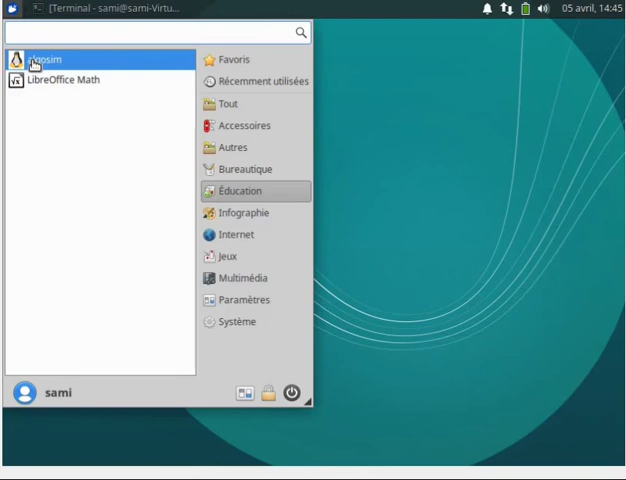 [Terminal - sami@sami-Virtu...
05 avril, 14:45
LibreOffice Math
Favoris
Récemment utilisées
Tout
Accessoires
Autres
Bureautique
Éducation
Infographie
Internet
Jeux
Multimédia
Paramètres
Système
sami